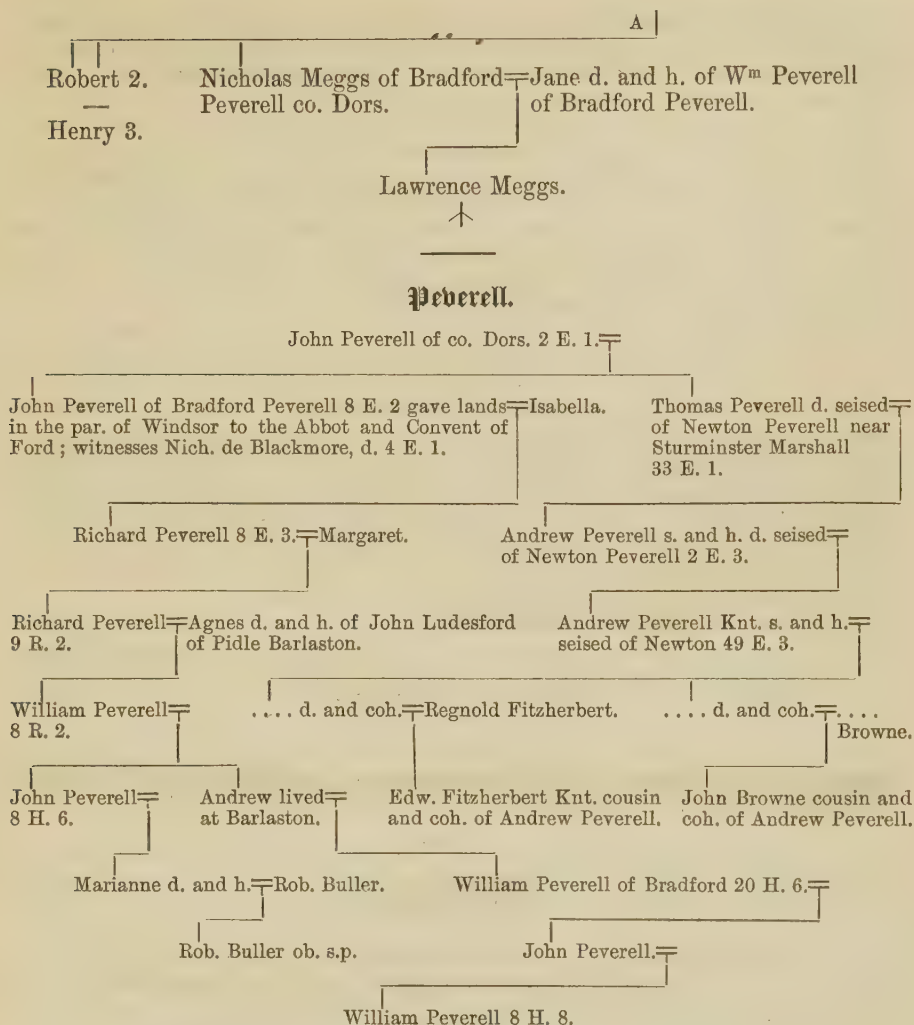 A
Robert 2. Nicholas Meggs of Bradford Jane d. and h. of Wm Peverell
Peverell co. Dors. of Bradford Peverell.
Henry 3.
Lawrence Meggs.
Peverell.
John Peverell of co. Dors. 2 E. 1.
John Peverell of Bradford Peverell 8 E. 2 gave lands Isabella. Thomas Peverell d. seised
in the par. of Windsor to the Abbot and Convent of of Newton Peverell near
Ford; witnesses Nich. de Blackmore, d. 4 E. 1. Sturminster Marshall
33 E. 1.
Richard Peverell 8 E. 3. Margaret. Andrew Peverell s. and h. d. seised
of Newton Peverell 2 E. 3.
Richard Peverell Agnes d. and h. of John Ludesford Andrew Peverell Knt. s. and h.
9 R. 2. of Pidle Barlaston. seised of Newton 49 E. 3.
William Peverell .... d. and coh. Regnold Fitzherbert. .... d. and coh. ....
8 R. 2. Browne.
John Peverell Andrew lived Edw. Fitzherbert Knt. cousin John Browne cousin and
8 H. 6. at Barlaston. and coh. of Andrew Peverell. coh. of Andrew Peverell.
Marianne d. and h. Rob. Buller. William Peverell of Bradford 20 H. 6.
Rob. Buller ob. s.p. John Peverell.
William Peverell 8 H. 8.